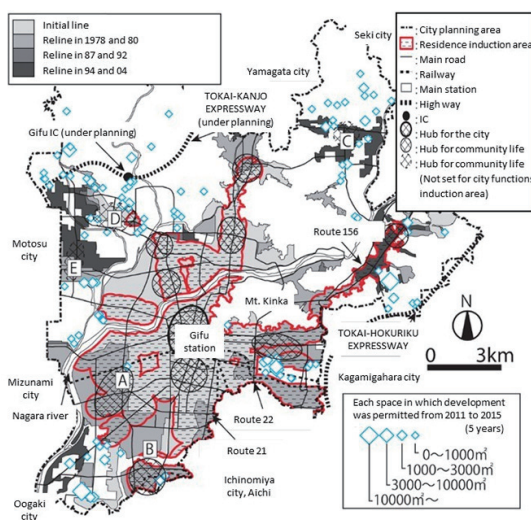 Initial line
Reline in 1978 and 80
Reline in 87 and 92
Reline in 94 and 04
Seki city
Yamagata city
TOKAI-KANJO
EXPRESSWAY
(under planning)
Gifu IC (under planning)
: City planning area
: Residence induction area
: Main road
: Railway
: Main station
: High way
: IC
: Hub for the city
: Hub for community life
: Hub for community life
(Not set for city functions
induction area)
C
D
Motosu
city
E
Route 156
Mt. Kinka
N
Gifu
station
TOKAI-HOKURIKU
EXPRESSWAY
0 3km
Kagamigahara city
Mizunami city
Nagara river
A
Route 22
B
Route 21
Ichinomiya
city, Aichi
Oogaki
city
Each space in which development
was permitted from 2011 to 2015
(5 years)
0～1000㎡
1000～3000㎡
3000～10000㎡
10000㎡～